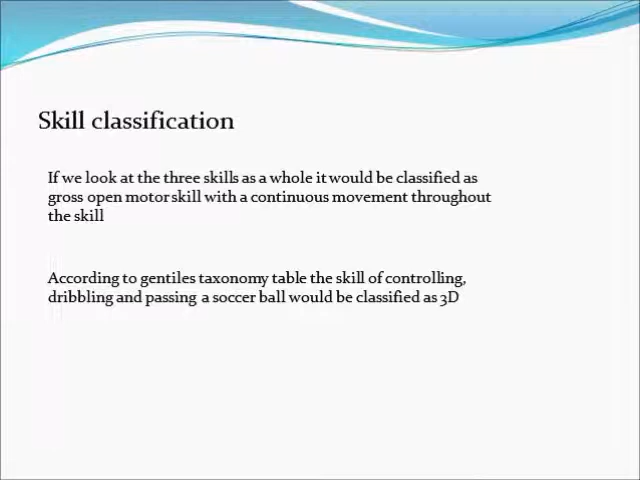 Skill classification
If we look at the three skills as a whole it would be classified as
gross open motor skill with a continuous movement throughout
the skill
According to gentiles taxonomy table the skill of controlling,
dribbling and passing a soccer ball would be classified as 3D